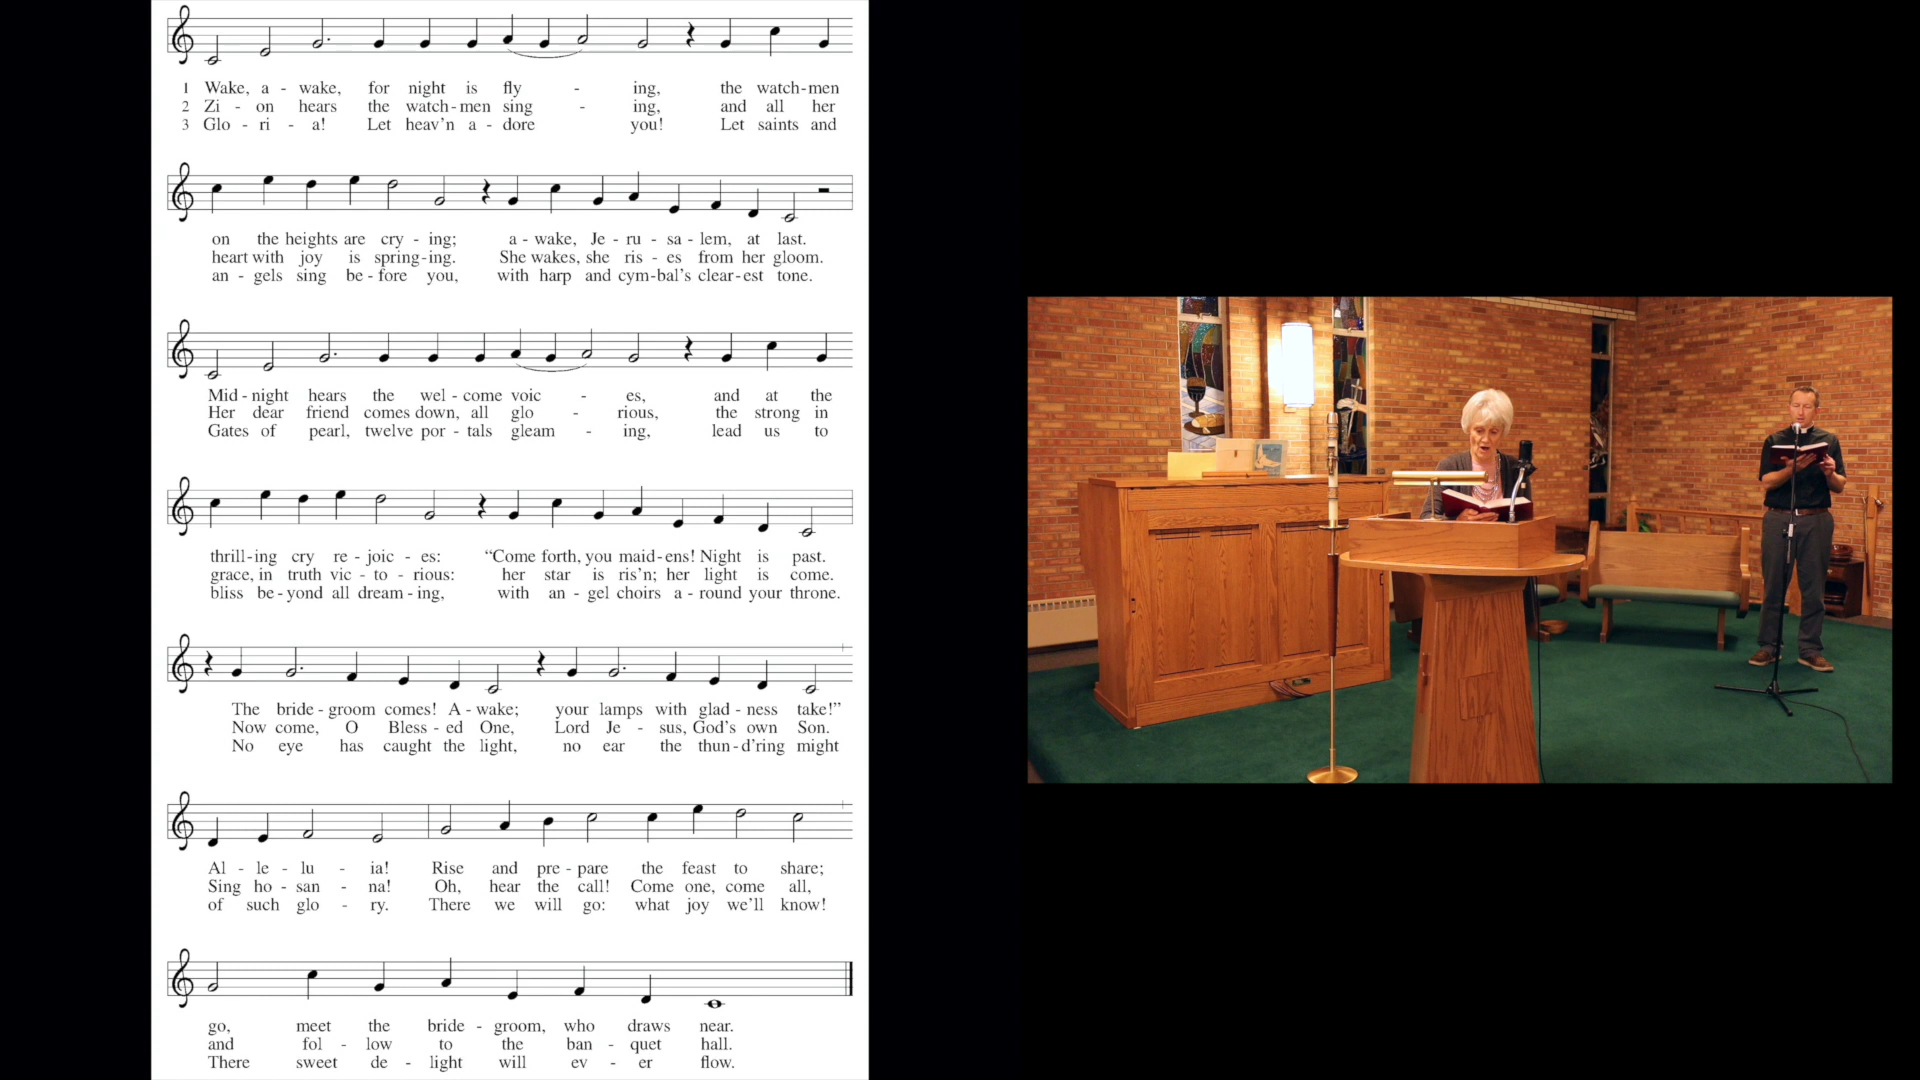 1 Wake, a - wake, for night is fly - ing, the watch-men
2 Zi - on hears the watch-men sing - ing, and all her
3 Glo - ri - a! Let heav'n a - dore you! Let saints and
on the heights are cry - ing; a - wake, Je - ru - sa - lem, at last.
heart with joy is spring-ing. She wakes, she ris - es from her gloom.
an - gels sing be - fore you, with harp and cym-bal's clear-est tone.
Mid - night hears the wel - come voic - es, and at the
Her dear friend comes down, all glo - rious, the strong in
Gates of pearl, twelve por - tals gleam - ing, lead us to
thrill-ing cry re - joic - es: “Come forth, you maid-ens! Night is past.
grace, in truth vic - to - rious: her star is ris'n; her light is come.
bliss be - yond all dream - ing, with an - gel choirs a - round your throne.
The bride - groom comes! A - wake; your lamps with glad - ness take!”
Now come, O Bless - ed One, Lord Je - sus, God's own Son.
No eye has caught the light, no ear the thun - d'ring might
Al - le - lu - ia! Rise and pre - pare the feast to share;
Sing ho - san - na! Oh, hear the call! Come one, come all,
of such glo - ry. There we will go: what joy we'll know!
go, meet the bride - groom, who draws near.
and fol - low to the ban - quet hall.
There sweet de - light will ev - er flow.